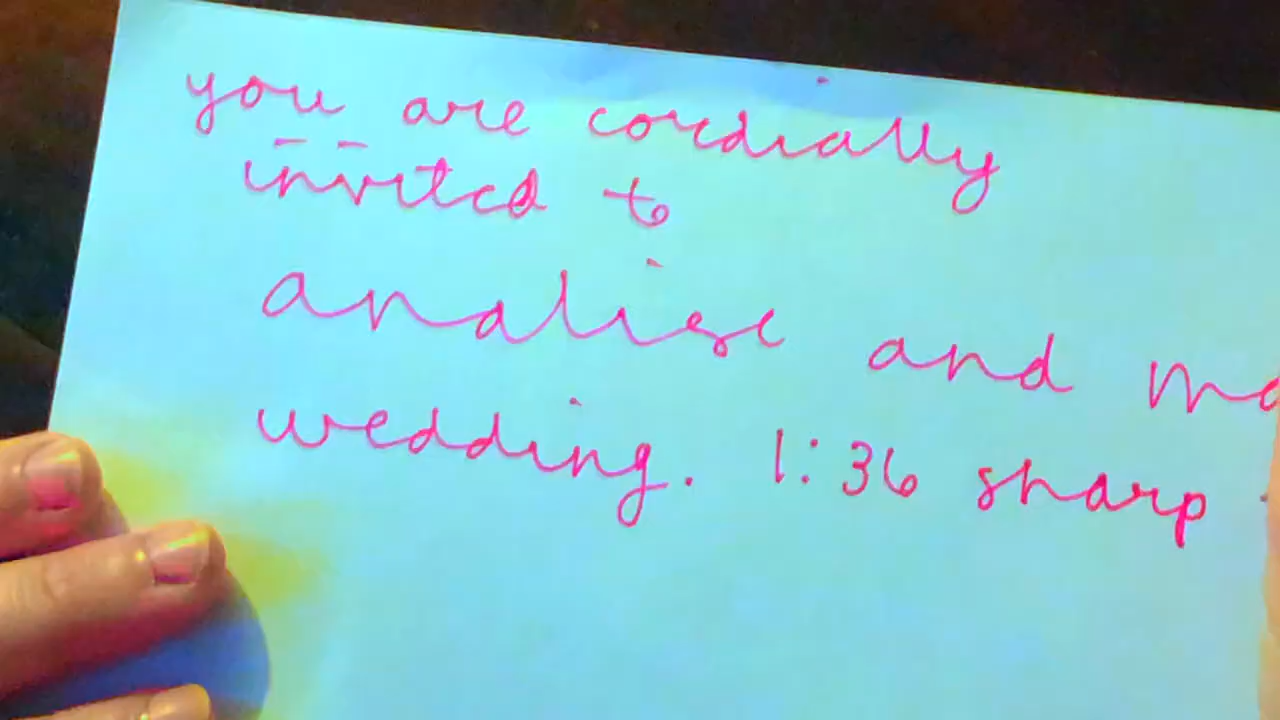 you are cordially
invited to
analise and
wedding. 1:36 sharp